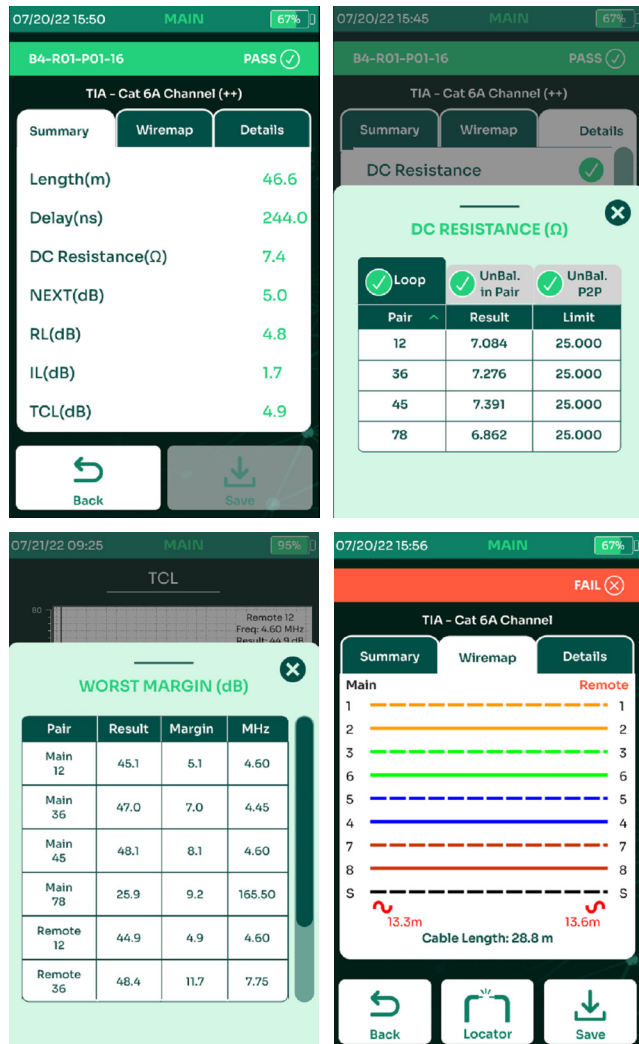 07/20/22 15:50 MAIN 67%
B4-R01-P01-16 PASS
TIA - Cat 6A Channel (++)
Summary Wiremap Details
Length(m) 46.6
Delay(ns) 244.0
DC Resistance(Ω) 7.4
NEXT(dB) 5.0
RL(dB) 4.8
IL(dB) 1.7
TCL(dB) 4.9
Back Save
07/20/22 15:45 MAIN 67%
B4-R01-P01-16 PASS
TIA - Cat 6A Channel (++)
Summary Wiremap Details
DC Resistance
DC RESISTANCE (Ω)
Loop UnBal. in Pair UnBal. P2P
Pair Result Limit
12 7.084 25.000
36 7.276 25.000
45 7.391 25.000
78 6.862 25.000
07/21/22 09:25 MAIN 95%
TCL
80
Remote 12
Freq: 4.60 MHz
Result: 44.9 dB
WORST MARGIN (dB)
Pair Result Margin MHz
Main 12 45.1 5.1 4.60
Main 36 47.0 7.0 4.45
Main 45 48.1 8.1 4.60
Main 78 25.9 9.2 165.50
Remote 12 44.9 4.9 4.60
Remote 36 48.4 11.7 7.75
07/20/22 15:56 MAIN 67%
FAIL
TIA - Cat 6A Channel
Summary Wiremap Details
Main Remote
1 1
2 2
3 3
6 6
5 5
4 4
7 7
8 8
S S
13.3m 13.6m
Cable Length: 28.8 m
Back Locator Save